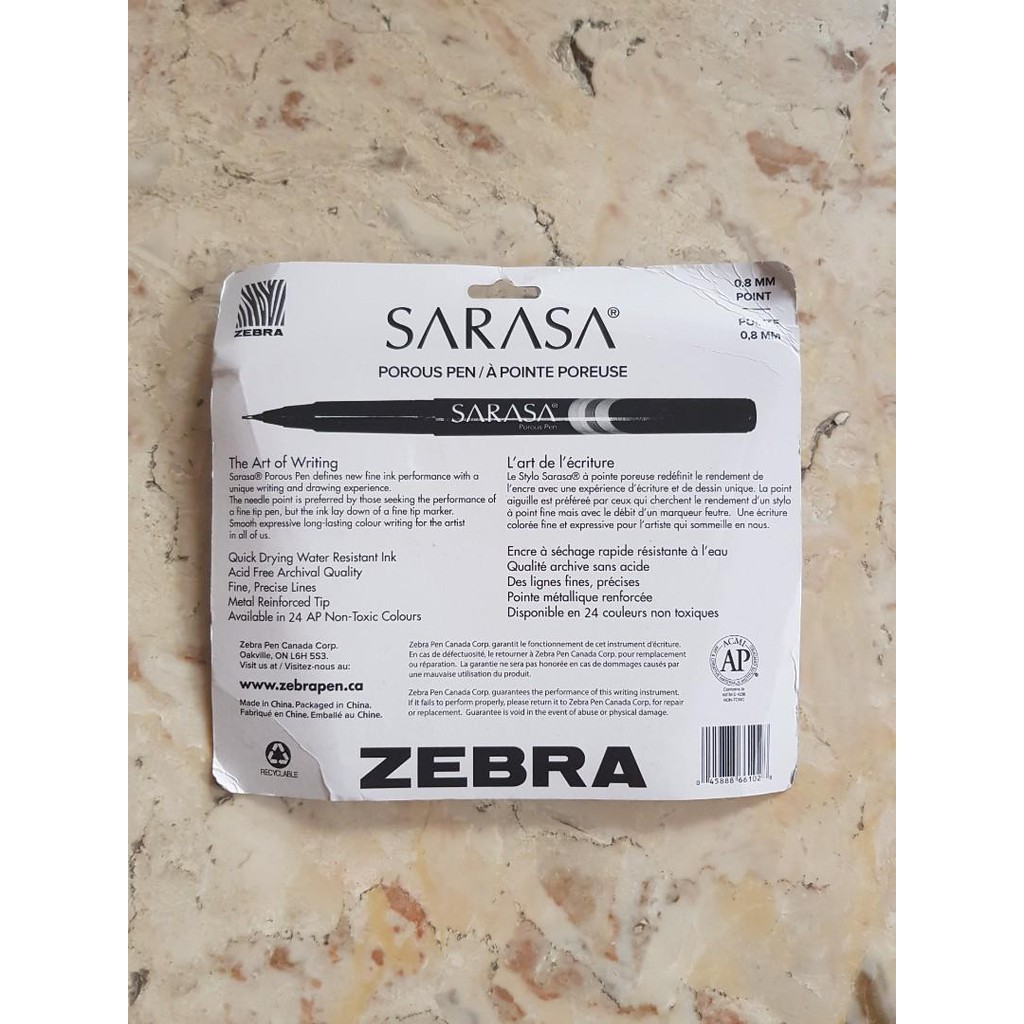 ZEBRA
SARASA®
0.8 MM
POINT
POINTE
0,8 MM
POROUS PEN / À POINTE POREUSE
SARASA®
Porous Pen
The Art of Writing
Sarasa® Porous Pen defines new fine ink performance with a
unique writing and drawing experience.
The needle point is preferred by those seeking the performance of
a fine tip pen, but the ink lay down of a fine tip marker.
Smooth expressive long-lasting colour writing for the artist
in all of us.
Quick Drying Water Resistant Ink
Acid Free Archival Quality
Fine, Precise Lines
Metal Reinforced Tip
Available in 24 AP Non-Toxic Colours
L'art de l'écriture
Le Stylo Sarasa® à pointe poreuse redéfinit le rendement de
l'encre avec une expérience d'écriture et de dessin unique. La point
aiguille est préféreé par ceux qui cherchent le rendement d'un stylo
à point fine mais avec le débit d'un marqueur feutre. Une écriture
colorée fine et expressive pour l'artiste qui sommeille en nous.
Encre à séchage rapide résistante à l'eau
Qualité archive sans acide
Des lignes fines, précises
Pointe métallique renforcée
Disponible en 24 couleurs non toxiques
Zebra Pen Canada Corp.
Oakville, ON L6H 5S3.
Visit us at / Visitez-nous au:
www.zebrapen.ca
Made in China. Packaged in China.
Fabriqué en Chine. Emballé au Chine.
Zebra Pen Canada Corp. garantit le fonctionnement de cet instrument d'écriture.
En cas de défectuosité, le retourner à Zebra Pen Canada Corp. pour remplacement
ou réparation. La garantie ne sera pas honorée en cas de dommages causés par
une mauvaise utilisation du produit.
Zebra Pen Canada Corp. guarantees the performance of this writing instrument.
If it fails to perform properly, please return it to Zebra Pen Canada Corp. for repair
or replacement. Guarantee is void in the event of abuse or physical damage.
ACMI
AP
NON-TOXIC
RECYCLABLE
ZEBRA
0 45888 66102